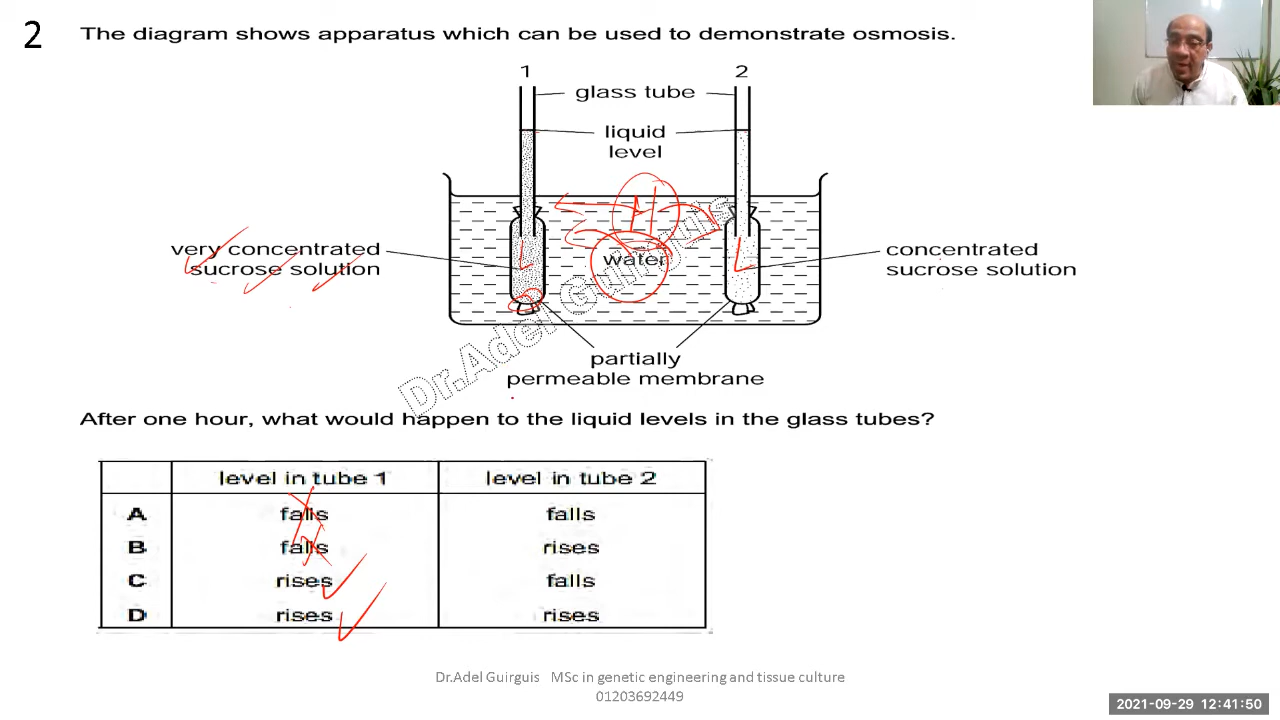 2
The diagram shows apparatus which can be used to demonstrate osmosis.
1
2
glass tube
liquid
level
very concentrated
sucrose solution
H
L
L
water
concentrated
sucrose solution
partially
permeable membrane
Dr.Adel Guirguis
After one hour, what would happen to the liquid levels in the glass tubes?
level in tube 1 level in tube 2
A falls falls
B falls rises
C rises falls
D rises rises
Dr.Adel Guirguis MSc in genetic engineering and tissue culture
01203692449
2021-09-29 12:41:50